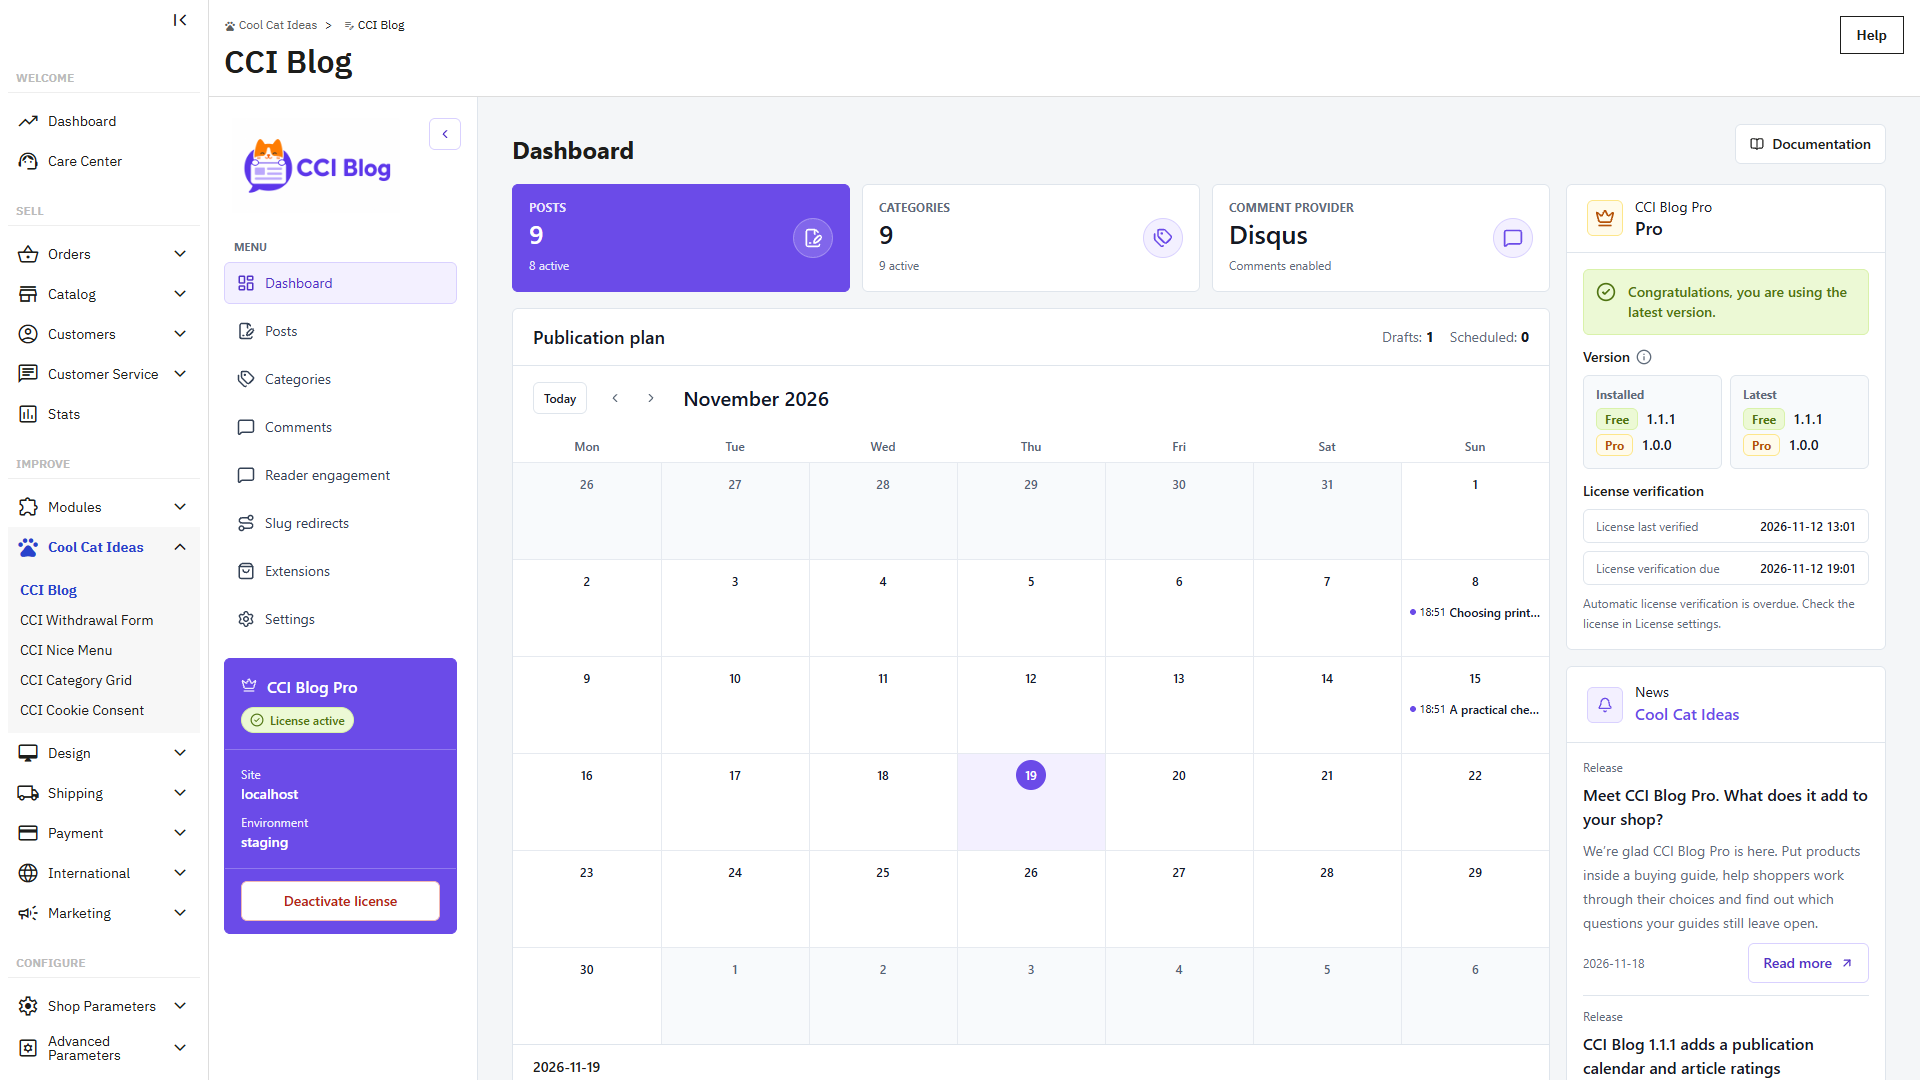 WELCOME
Dashboard
Care Center
SELL
Orders
Catalog
Customers
Customer Service
Stats
IMPROVE
Modules
Cool Cat Ideas
CCI Blog
CCI Withdrawal Form
CCI Nice Menu
CCI Category Grid
CCI Cookie Consent
Design
Shipping
Payment
International
Marketing
CONFIGURE
Shop Parameters
Advanced
Parameters
Cool Cat Ideas > CCI Blog
CCI Blog
Help
CCI Blog
MENU
Dashboard
Posts
Categories
Comments
Reader engagement
Slug redirects
Extensions
Settings
CCI Blog Pro
License active
Site
localhost
Environment
staging
Deactivate license
Dashboard
Documentation
POSTS
9
8 active
CATEGORIES
9
9 active
COMMENT PROVIDER
Disqus
Comments enabled
Publication plan
Drafts: 1 Scheduled: 0
Today
November 2026
Mon Tue Wed Thu Fri Sat Sun
26 27 28 29 30 31 1
2 3 4 5 6 7 8
18:51 Choosing print...
9 10 11 12 13 14 15
18:51 A practical che...
16 17 18 19 20 21 22
23 24 25 26 27 28 29
30 1 2 3 4 5 6
2026-11-19
CCI Blog Pro
Pro
Congratulations, you are using the
latest version.
Version
Installed
Free 1.1.1
Pro 1.0.0
Latest
Free 1.1.1
Pro 1.0.0
License verification
License last verified 2026-11-12 13:01
License verification due 2026-11-12 19:01
Automatic license verification is overdue. Check the
license in License settings.
News
Cool Cat Ideas
Release
Meet CCI Blog Pro. What does it add to
your shop?
We're glad CCI Blog Pro is here. Put products
inside a buying guide, help shoppers work
through their choices and find out which
questions your guides still leave open.
2026-11-18
Read more
Release
CCI Blog 1.1.1 adds a publication
calendar and article ratings